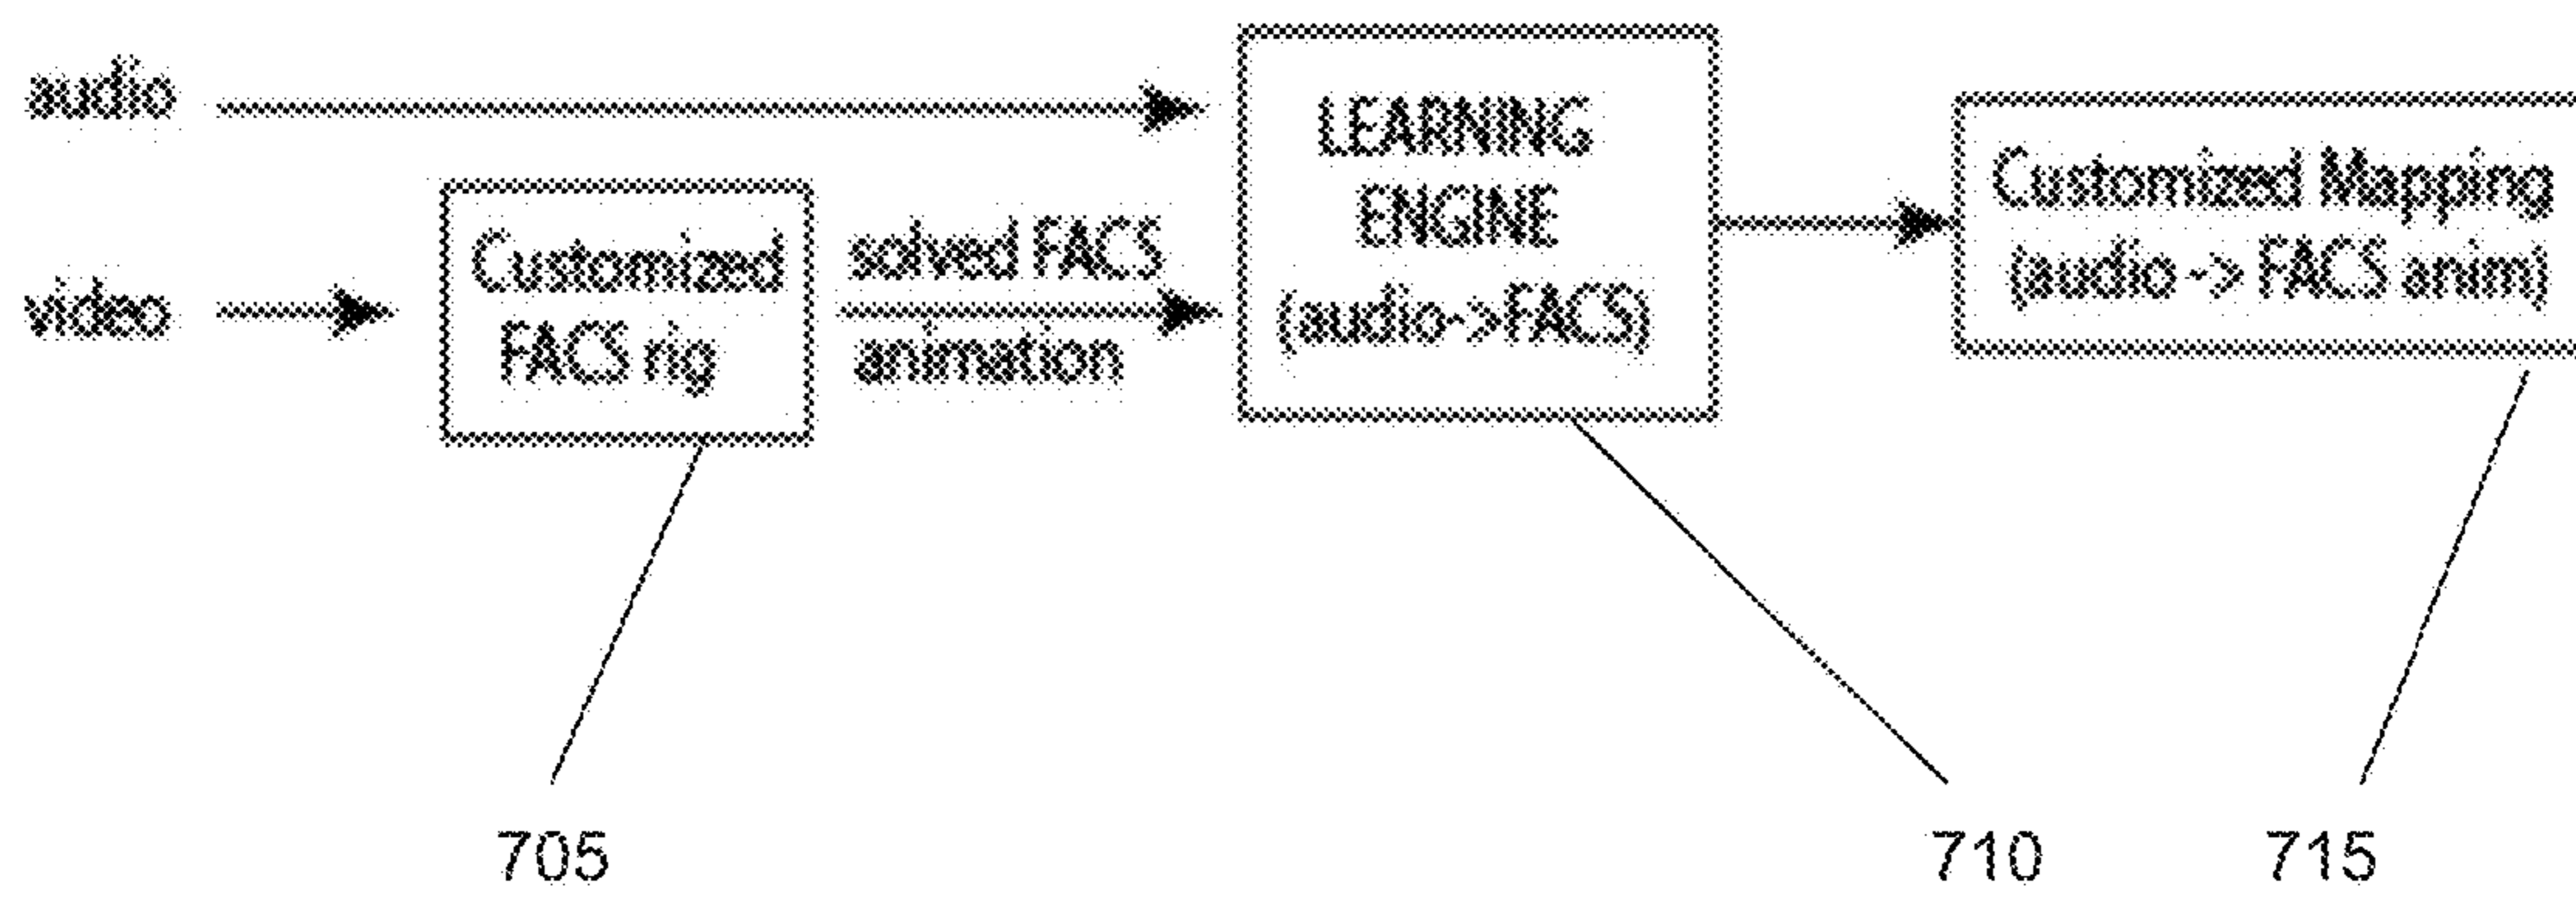 audio
video
Customized
FACS rig
solved FACS
animation
LEARNING
ENGINE
(audio->FACS)
Customized Mapping
(audio -> FACS anim)
705
710
715